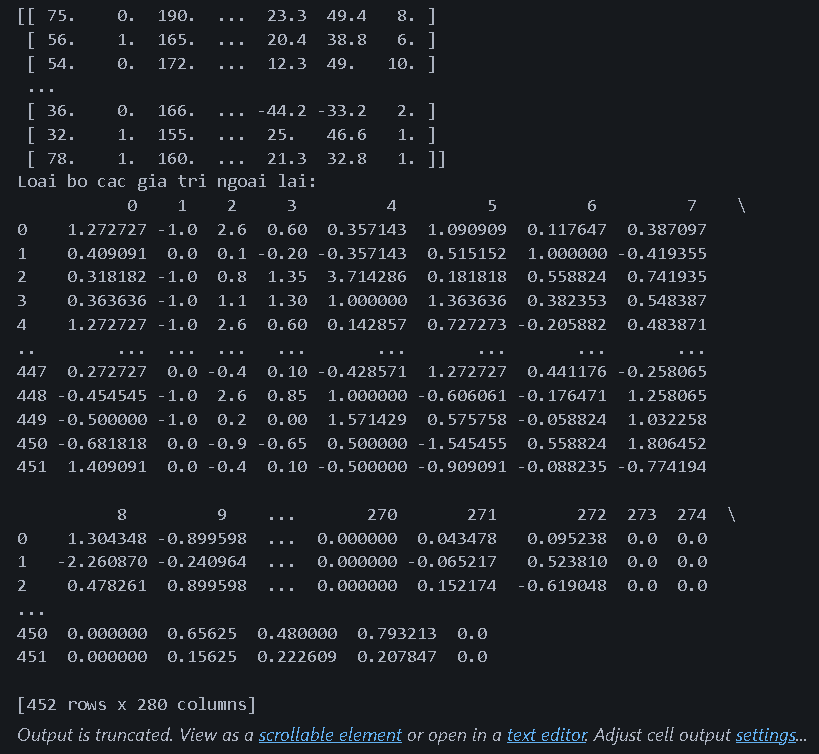 [[ 75.    0.  190.  ...  23.3  49.4   8. ]
 [ 56.    1.  165.  ...  20.4  38.8   6. ]
 [ 54.    0.  172.  ...  12.3  49.   10. ]
 ...
 [ 36.    0.  166.  ... -44.2 -33.2   2. ]
 [ 32.    1.  155.  ...  25.   46.6   1. ]
 [ 78.    1.  160.  ...  21.3  32.8   1. ]]
Loai bo cac gia tri ngoai lai:
          0    1    2     3         4         5         6         7    \
0    1.272727 -1.0  2.6  0.60  0.357143  1.090909  0.117647  0.387097
1    0.409091  0.0  0.1 -0.20 -0.357143  0.515152  1.000000 -0.419355
2    0.318182 -1.0  0.8  1.35  3.714286  0.181818  0.558824  0.741935
3    0.363636 -1.0  1.1  1.30  1.000000  1.363636  0.382353  0.548387
4    1.272727 -1.0  2.6  0.60  0.142857  0.727273 -0.205882  0.483871
..        ...  ...  ...   ...       ...       ...       ...       ...
447  0.272727  0.0 -0.4  0.10 -0.428571  1.272727  0.441176 -0.258065
448 -0.454545 -1.0  2.6  0.85  1.000000 -0.606061 -0.176471  1.258065
449 -0.500000 -1.0  0.2  0.00  1.571429  0.575758 -0.058824  1.032258
450 -0.681818  0.0 -0.9 -0.65  0.500000 -1.545455  0.558824  1.806452
451  1.409091  0.0 -0.4  0.10 -0.500000 -0.909091 -0.088235 -0.774194
          8         9    ...       270       271       272  273  274  \
0    1.304348 -0.899598  ...  0.000000  0.043478  0.095238  0.0  0.0
1   -2.260870 -0.240964  ...  0.000000 -0.065217  0.523810  0.0  0.0
2    0.478261  0.899598  ...  0.000000  0.152174 -0.619048  0.0  0.0
...
450  0.000000  0.65625  0.480000  0.793213  0.0
451  0.000000  0.15625  0.222609  0.207847  0.0
[452 rows x 280 columns]
Output is truncated. View as a scrollable element or open in a text editor. Adjust cell output settings...